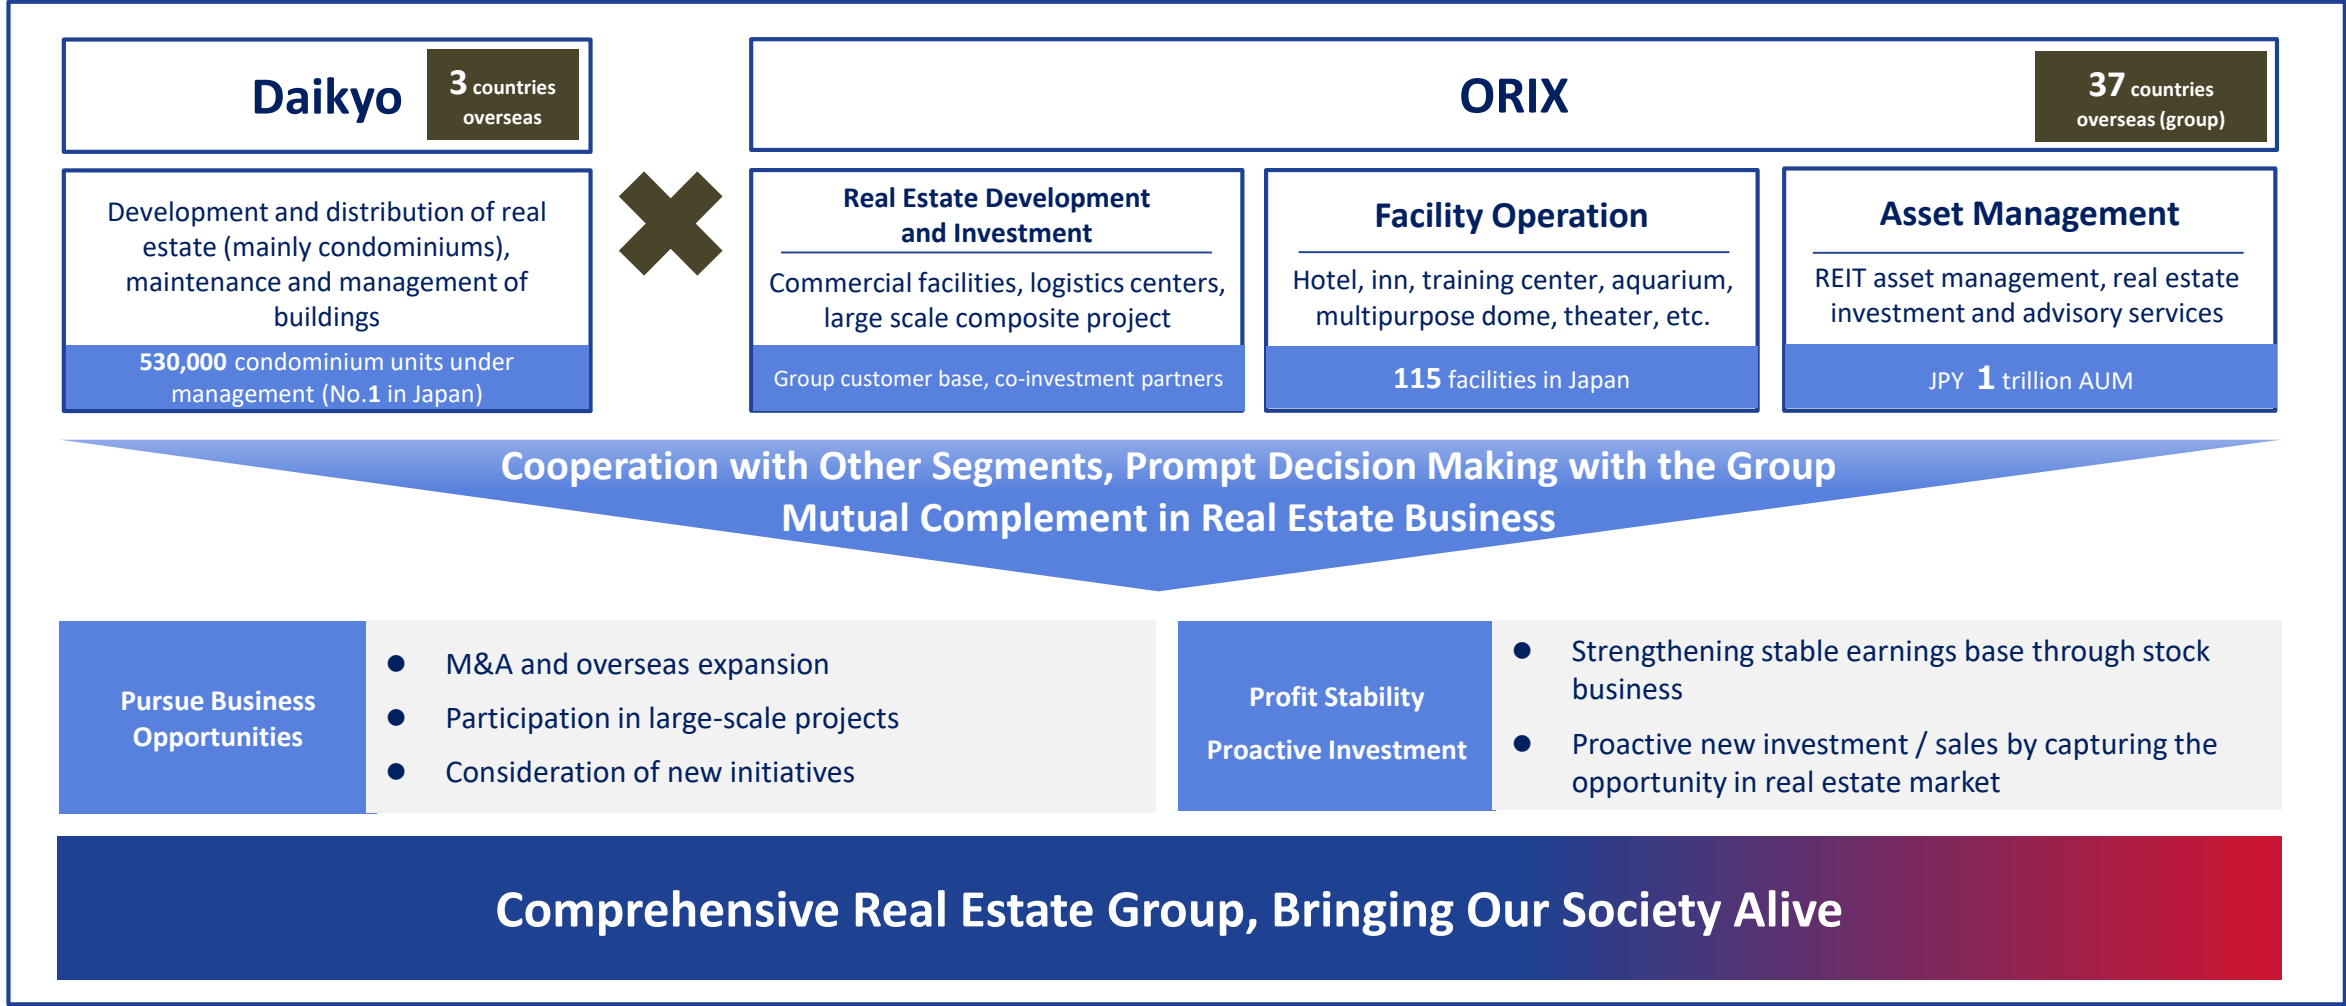 Daikyo
3 countries
overseas
ORIX
37 countries
overseas (group)
Development and distribution of real
estate (mainly condominiums),
maintenance and management of
buildings
530,000 condominium units under
management (No.1 in Japan)
Real Estate Development
and Investment
Commercial facilities, logistics centers,
large scale composite project
Group customer base, co-investment partners
Facility Operation
Hotel, inn, training center, aquarium,
multipurpose dome, theater, etc.
115 facilities in Japan
Asset Management
REIT asset management, real estate
investment and advisory services
JPY 1 trillion AUM
Cooperation with Other Segments, Prompt Decision Making with the Group
Mutual Complement in Real Estate Business
Pursue Business
Opportunities
● M&A and overseas expansion
● Participation in large-scale projects
● Consideration of new initiatives
Profit Stability
Proactive Investment
● Strengthening stable earnings base through stock
business
● Proactive new investment / sales by capturing the
opportunity in real estate market
Comprehensive Real Estate Group, Bringing Our Society Alive